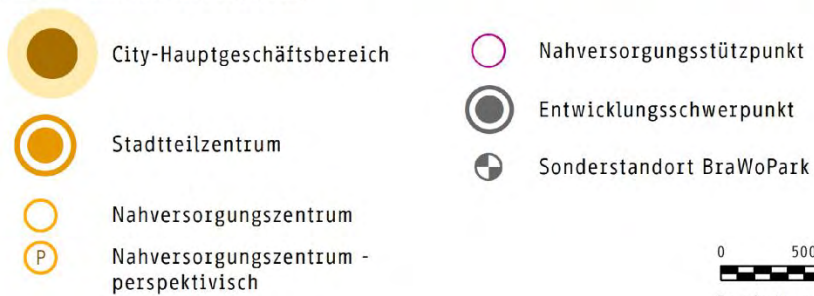 City-Hauptgeschäftsbereich
Stadtteilzentrum
Nahversorgungszentrum
P
Nahversorgungszentrum -
perspektivisch
Nahversorgungsstützpunkt
Entwicklungsschwerpunkt
Sonderstandort BraWoPark
0 500